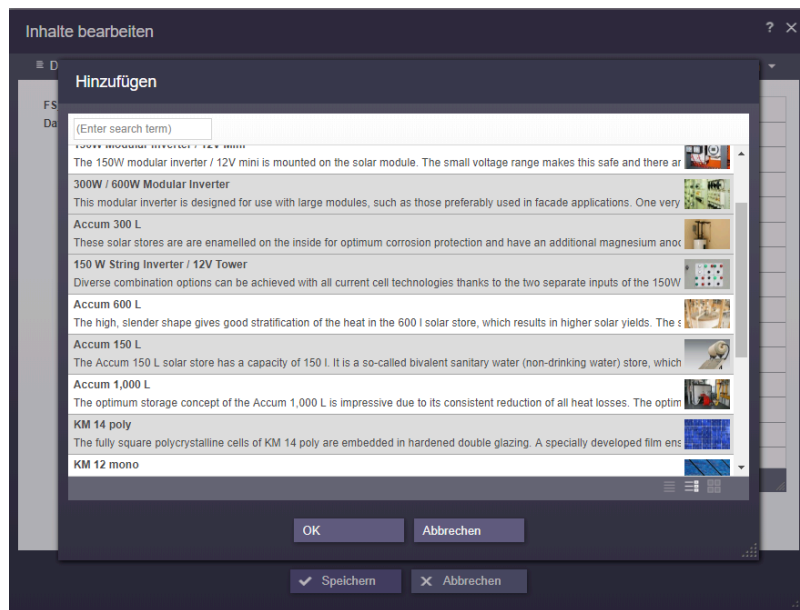 Inhalte bearbeiten
?
D
Hinzufügen
FS
Da
(Enter search term)
150W Modular Inverter / 12V Mini
The 150W modular inverter / 12V mini is mounted on the solar module. The small voltage range makes this safe and there ar
300W / 600W Modular Inverter
This modular inverter is designed for use with large modules, such as those preferably used in facade applications. One very
Accum 300 L
These solar stores are are enamelled on the inside for optimum corrosion protection and have an additional magnesium anoc
150 W String Inverter / 12V Tower
Diverse combination options can be achieved with all current cell technologies thanks to the two separate inputs of the 150W
Accum 600 L
The high, slender shape gives good stratification of the heat in the 600 l solar store, which results in higher solar yields. The s
Accum 150 L
The Accum 150 L solar store has a capacity of 150 l. It is a so-called bivalent sanitary water (non-drinking water) store, which
Accum 1,000 L
The optimum storage concept of the Accum 1,000 L is impressive due to its consistent reduction of all heat losses. The optim
KM 14 poly
The fully square polycrystalline cells of KM 14 poly are embedded in hardened double glazing. A specially developed film ens
KM 12 mono
OK Abbrechen
Speichern Abbrechen